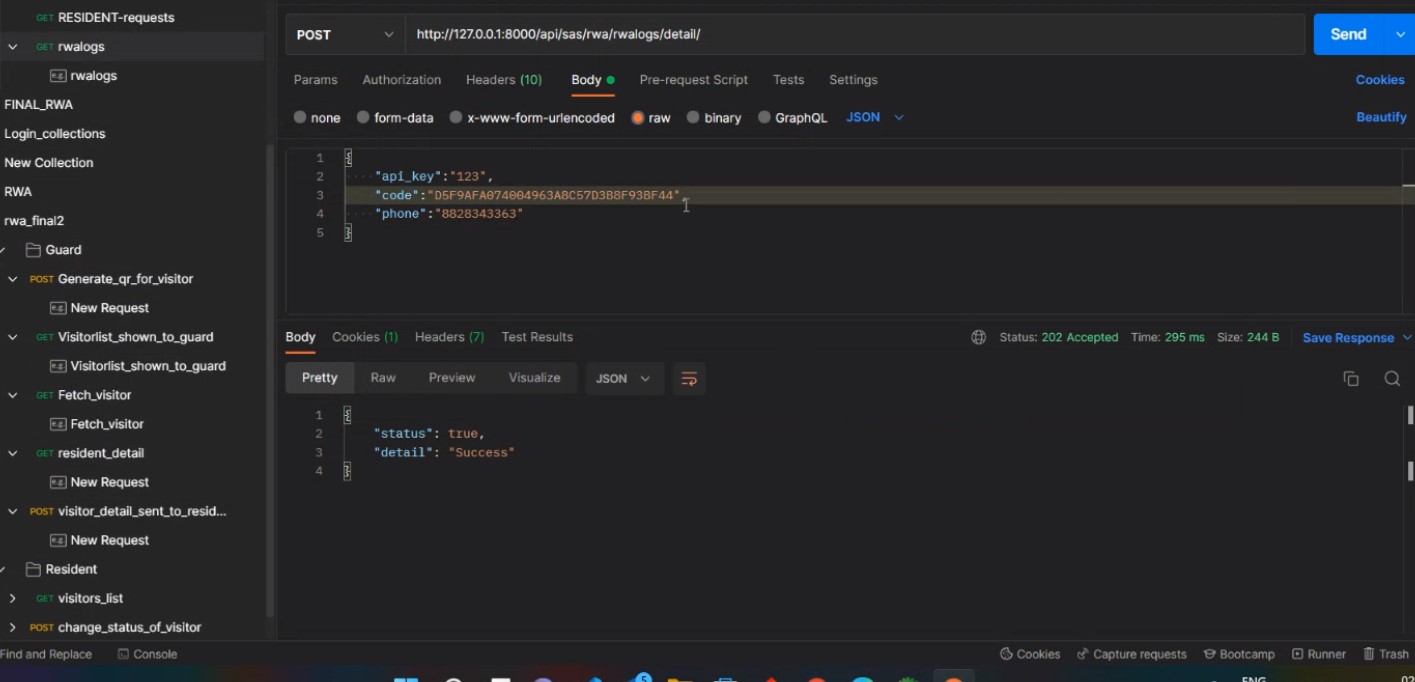 GET RESIDENT-requests
GET rwalogs
e.g. rwalogs
FINAL_RWA
Login_collections
New Collection
RWA
rwa_final2
Guard
POST Generate_qr_for_visitor
e.g. New Request
GET Visitorlist_shown_to_guard
e.g. Visitorlist_shown_to_guard
GET Fetch_visitor
e.g. Fetch_visitor
GET resident_detail
e.g. New Request
POST visitor_detail_sent_to_resid...
e.g. New Request
Resident
GET visitors_list
POST change_status_of_visitor
POST http://127.0.0.1:8000/api/sas/rwa/rwalogs/detail/ Send
Params Authorization Headers (10) Body Pre-request Script Tests Settings Cookies
none form-data x-www-form-urlencoded raw binary GraphQL JSON Beautify
1 {
2 "api_key":"123",
3 "code":"D5F9AFA074004963A8C57D3B8F93BF44",
4 "phone":"8828343363"
5 }
Body Cookies (1) Headers (7) Test Results Status: 202 Accepted Time: 295 ms Size: 244 B Save Response
Pretty Raw Preview Visualize JSON
1 {
2 "status": true,
3 "detail": "Success"
4 }
Find and Replace Console Cookies Capture requests Bootcamp Runner Trash
5 ENG 02